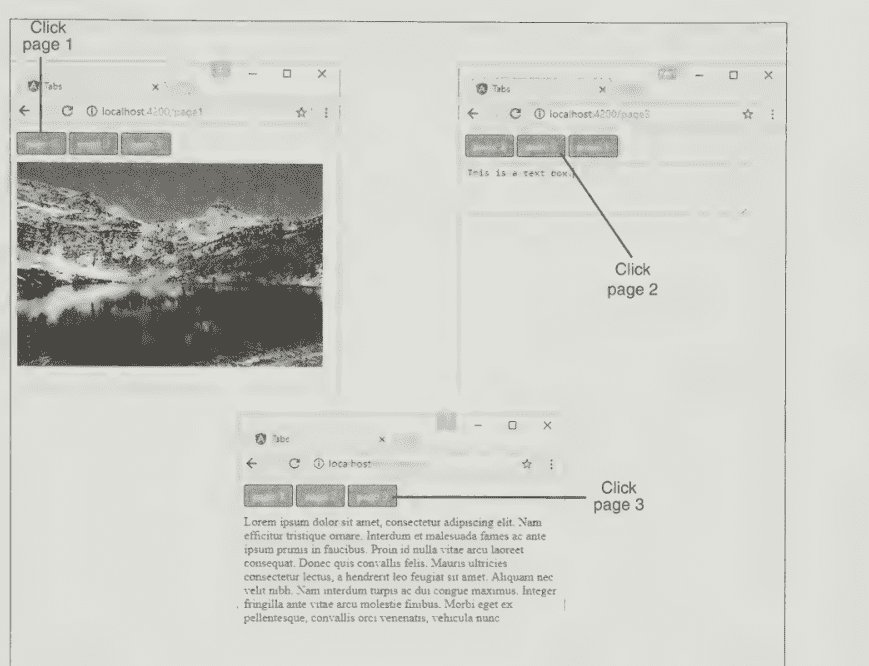 Click
page 1
Tabs
localhost:4200/page1
Tabs
localhost:4200/page3
This is a text box.
Click
page 2
Tabs
localhost
page 1 page 2
Click
page 3
Lorem ipsum dolor sit amet, consectetur adipiscing elit. Nam
efficitur tristique ornare. Interdum et malesuada fames ac ante
ipsum primis in faucibus. Proin id nulla vitae arcu laoreet
consequat. Donec quis convallis felis. Mauris ultricies
consectetur lectus, a hendrerit leo feugiat sit amet. Aliquam nec
velit nibh. Nam interdum turpis ac dui congue maximus. Integer
fringilla ante vitae arcu molestie finibus. Morbi eget ex
pellentesque, convallis orci venenatis, vehicula nunc